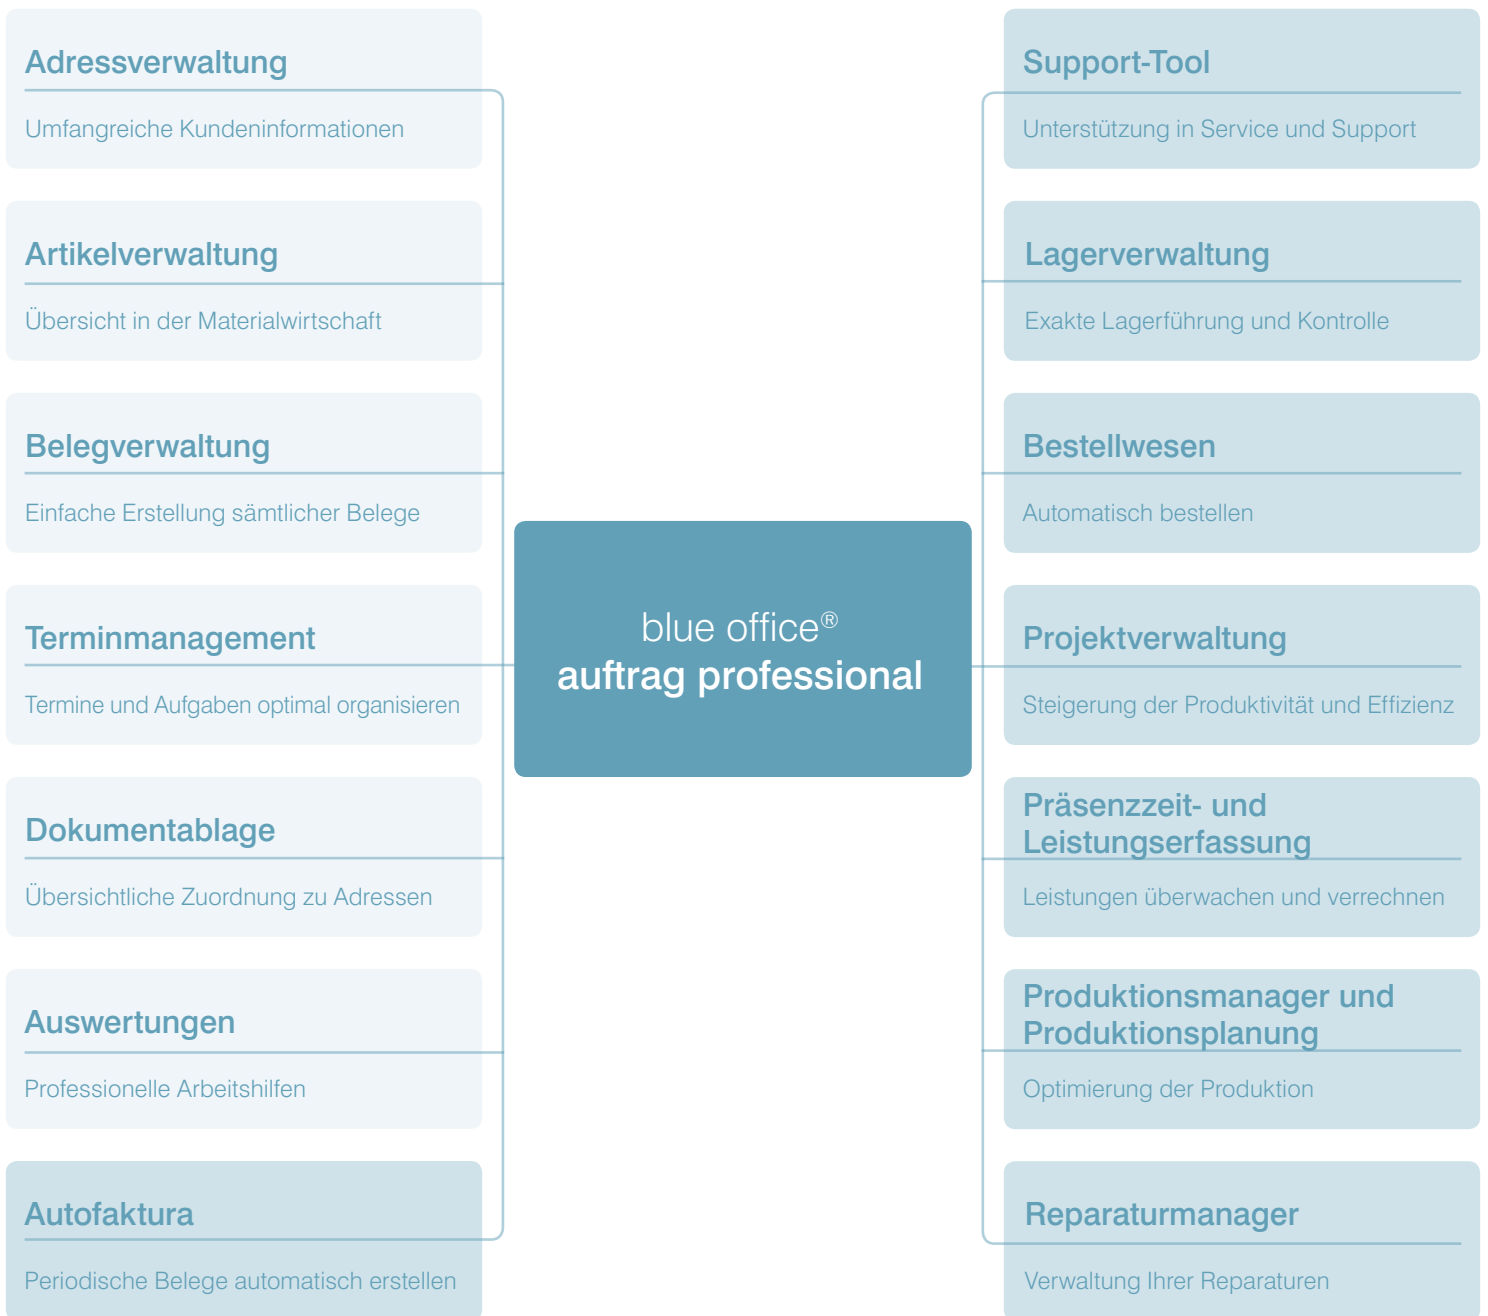 Adressverwaltung
Umfangreiche Kundeninformationen
Artikelverwaltung
Übersicht in der Materialwirtschaft
Belegverwaltung
Einfache Erstellung sämtlicher Belege
Terminmanagement
Termine und Aufgaben optimal organisieren
Dokumentablage
Übersichtliche Zuordnung zu Adressen
Auswertungen
Professionelle Arbeitshilfen
Autofaktura
Periodische Belege automatisch erstellen
blue office®
auftrag professional
Support-Tool
Unterstützung in Service und Support
Lagerverwaltung
Exakte Lagerführung und Kontrolle
Bestellwesen
Automatisch bestellen
Projektverwaltung
Steigerung der Produktivität und Effizienz
Präsenzzeit- und
Leistungserfassung
Leistungen überwachen und verrechnen
Produktionsmanager und
Produktionsplanung
Optimierung der Produktion
Reparaturmanager
Verwaltung Ihrer Reparaturen